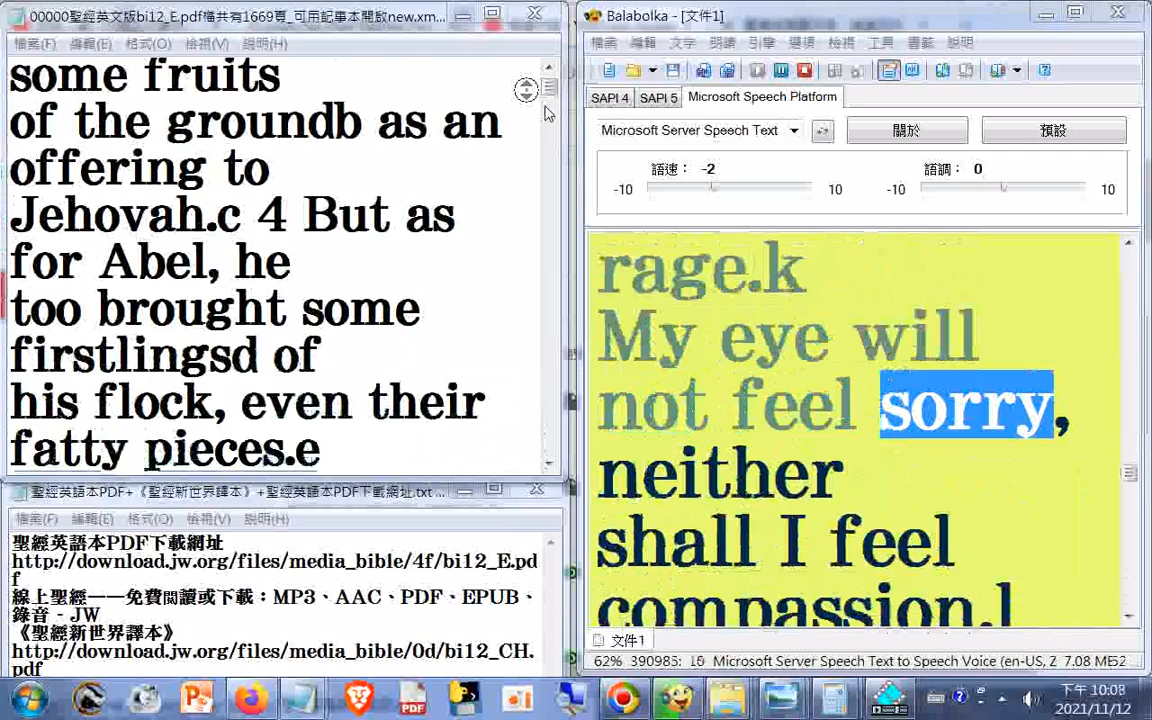 00000聖經英文版bi12_E.pdf檔共有1669頁_可用記事本開啟new.xm...
檔案(F) 編輯(E) 格式(O) 檢視(V) 說明(H)
some fruits
of the groundb as an
offering to
Jehovah.c 4 But as
for Abel, he
too brought some
firstlingsd of
his flock, even their
fatty pieces.e
聖經英語本PDF+《聖經新世界譯本》+聖經英語本PDF下載網址.txt ...
檔案(F) 編輯(E) 格式(O) 檢視(V) 說明(H)
聖經英語本PDF下載網址
http://download.jw.org/files/media_bible/4f/bi12_E.pd
f
線上聖經——免費閱讀或下載：MP3、AAC、PDF、EPUB、
錄音 - JW
《聖經新世界譯本》
http://download.jw.org/files/media_bible/0d/bi12_CH.
pdf
Balabolka - [文件1]
檔案 編輯 文字 朗讀 引擎 選項 檢視 工具 書籤 說明
SAPI 4 SAPI 5 Microsoft Speech Platform
Microsoft Server Speech Text 關於 預設
語速： -2 語調： 0
-10 10 -10 10
rage.k
My eye will
not feel sorry,
neither
shall I feel
compassion.l
文件1
62% 390985: 16 Microsoft Server Speech Text to Speech Voice (en-US, Z 7.08 MB
PDF
下午 10:08
2021/11/12